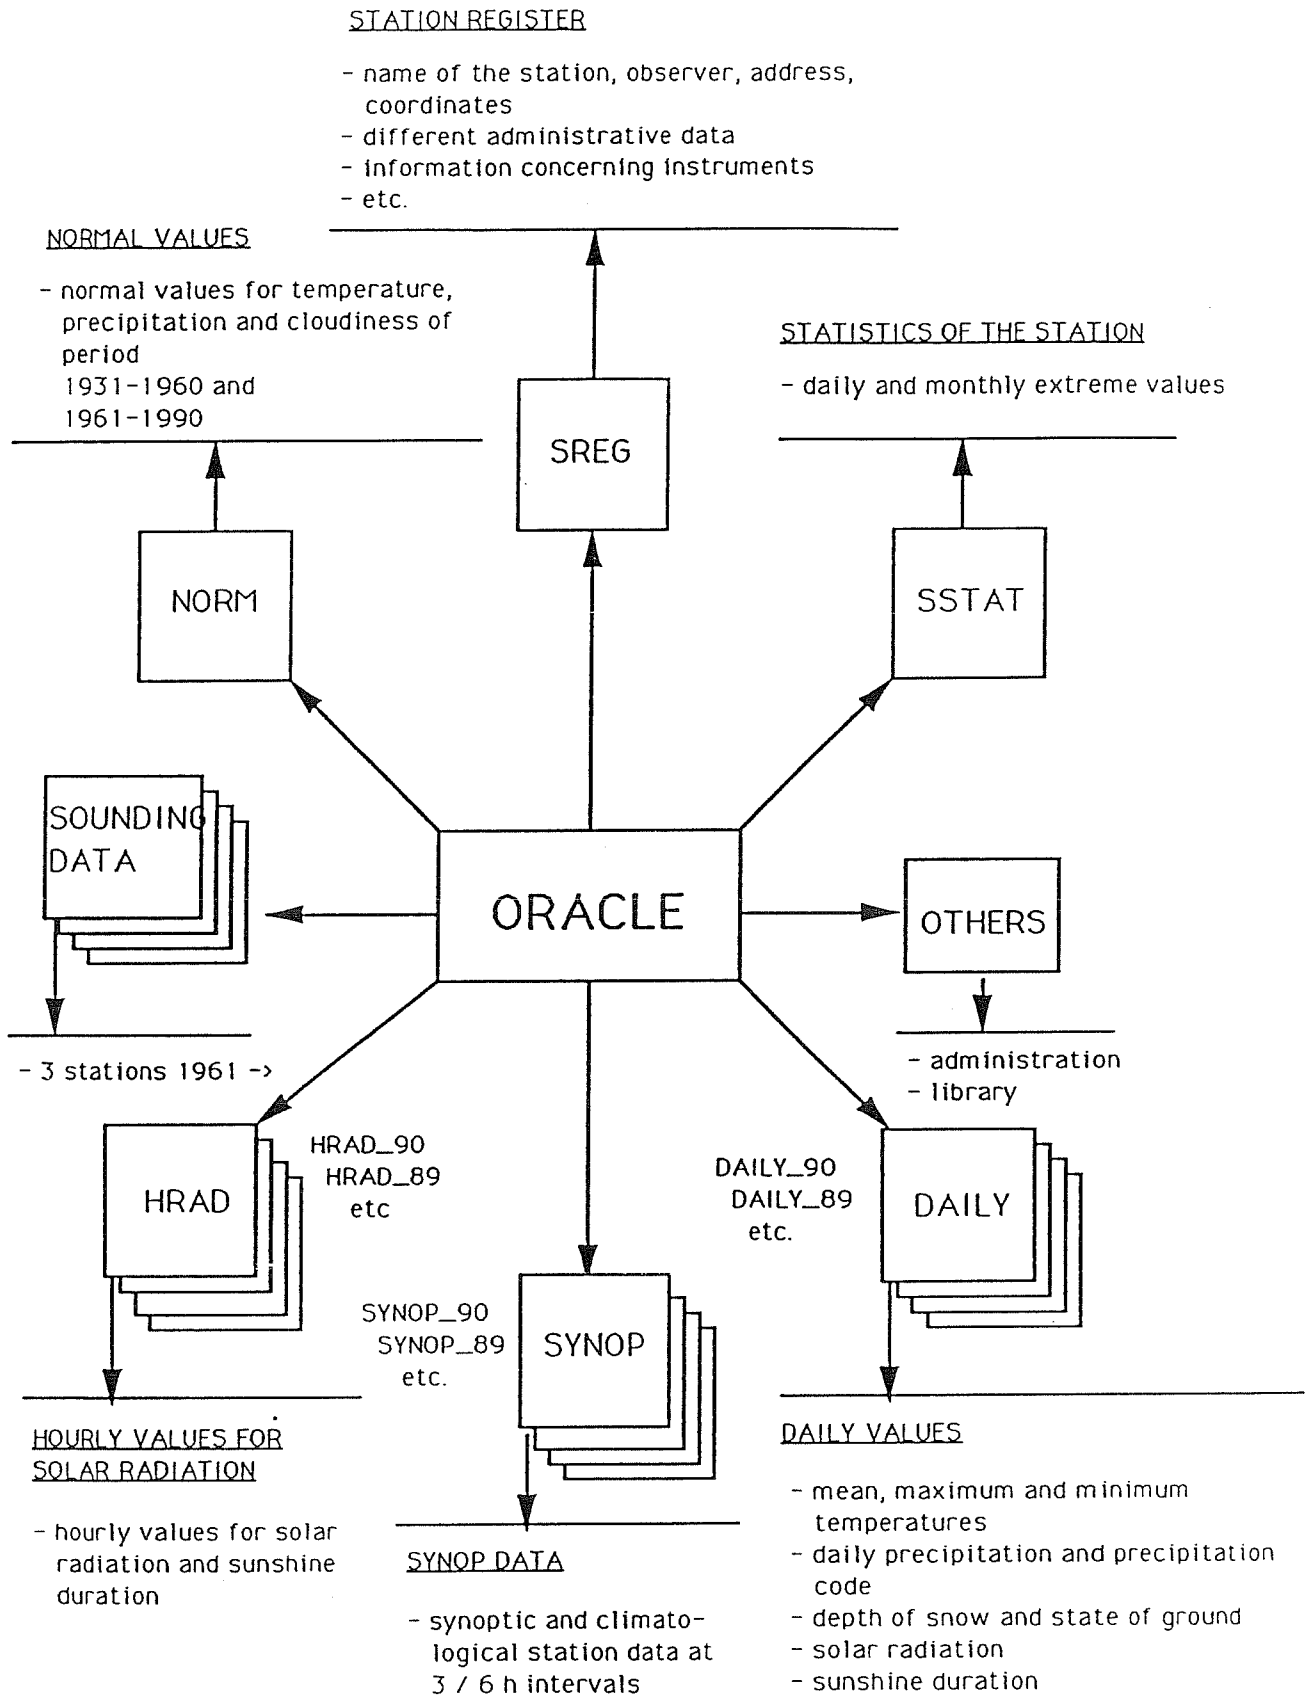 STATION REGISTER
- name of the station, observer, address,
coordinates
- different administrative data
- information concerning instruments
- etc.
NORMAL VALUES
- normal values for temperature,
precipitation and cloudiness of
period
1931-1960 and
1961-1990
STATISTICS OF THE STATION
- daily and monthly extreme values
SREG
NORM
SSTAT
SOUNDING
DATA
ORACLE
OTHERS
- 3 stations 1961 ->
- administration
- library
HRAD
HRAD_90
HRAD_89
etc
DAILY_90
DAILY_89
etc.
DAILY
SYNOP_90
SYNOP_89
etc.
SYNOP
HOURLY VALUES FOR
SOLAR RADIATION
- hourly values for solar
radiation and sunshine
duration
SYNOP DATA
- synoptic and climato-
logical station data at
3 / 6 h intervals
DAILY VALUES
- mean, maximum and minimum
temperatures
- daily precipitation and precipitation
code
- depth of snow and state of ground
- solar radiation
- sunshine duration